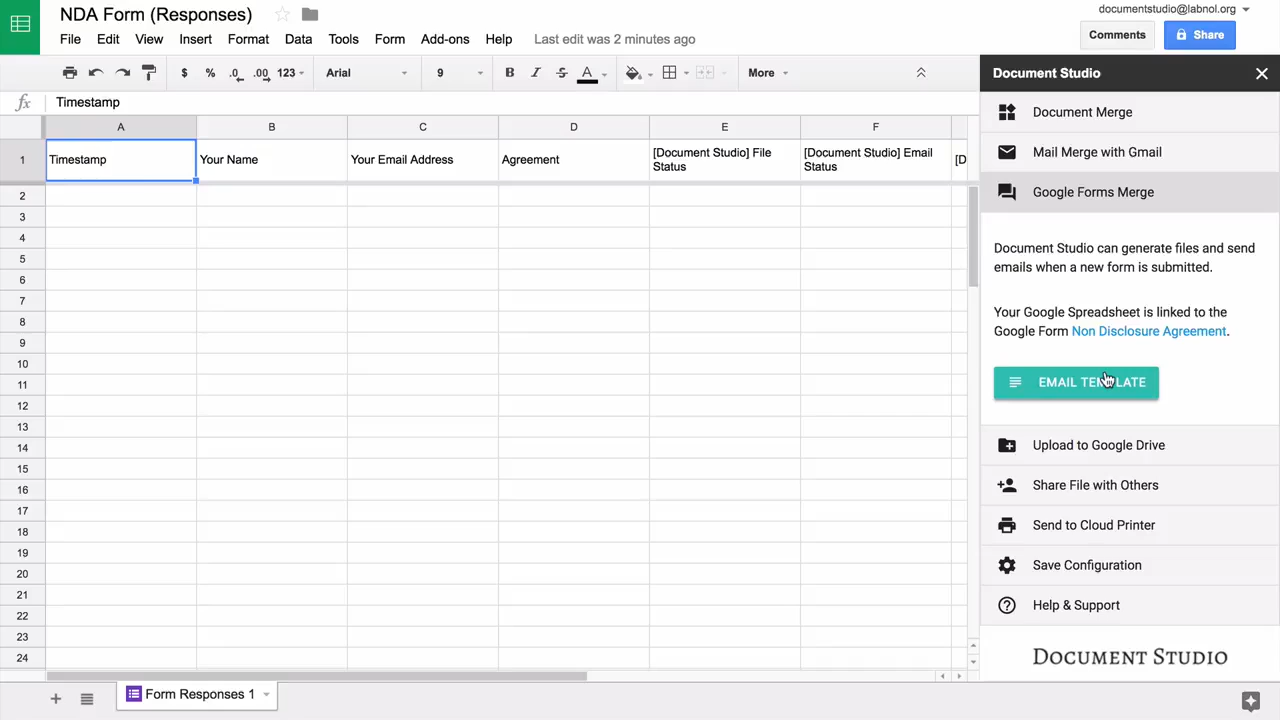 NDA Form (Responses)
documentstudio@labnol.org
File Edit View Insert Format Data Tools Form Add-ons Help Last edit was 2 minutes ago
Comments
Share
$ % .0 .00 123 Arial 9 B I S A More
Document Studio
fx Timestamp
A B C D E F
1 Timestamp Your Name Your Email Address Agreement [Document Studio] File Status [Document Studio] Email Status [D
2
3
4
5
6
7
8
9
10
11
12
13
14
15
16
17
18
19
20
21
22
23
24
Document Merge
Mail Merge with Gmail
Google Forms Merge
Document Studio can generate files and send
emails when a new form is submitted.
Your Google Spreadsheet is linked to the
Google Form Non Disclosure Agreement.
EMAIL TEMPLATE
Upload to Google Drive
Share File with Others
Send to Cloud Printer
Save Configuration
Help & Support
DOCUMENT STUDIO
Form Responses 1